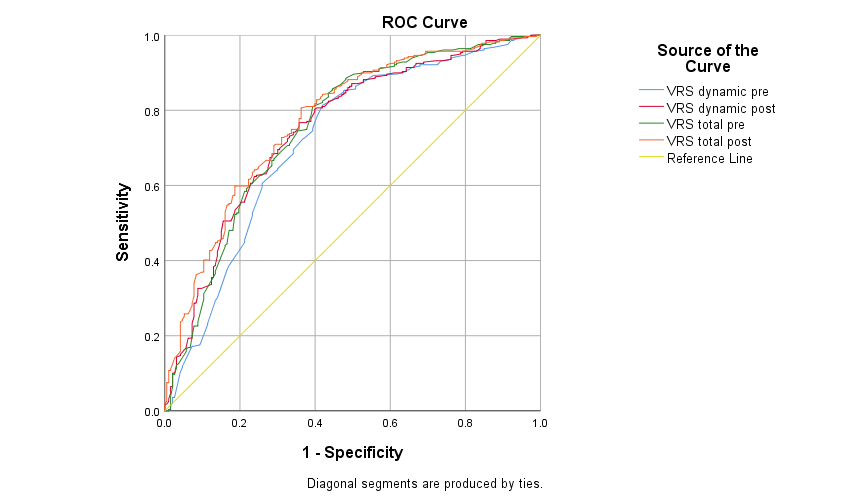 ROC Curve
Source of the
Curve
VRS dynamic pre
VRS dynamic post
VRS total pre
VRS total post
Reference Line
Sensitivity
1.0
0.8
0.6
0.4
0.2
0.0
0.0 0.2 0.4 0.6 0.8 1.0
1 - Specificity
Diagonal segments are produced by ties.